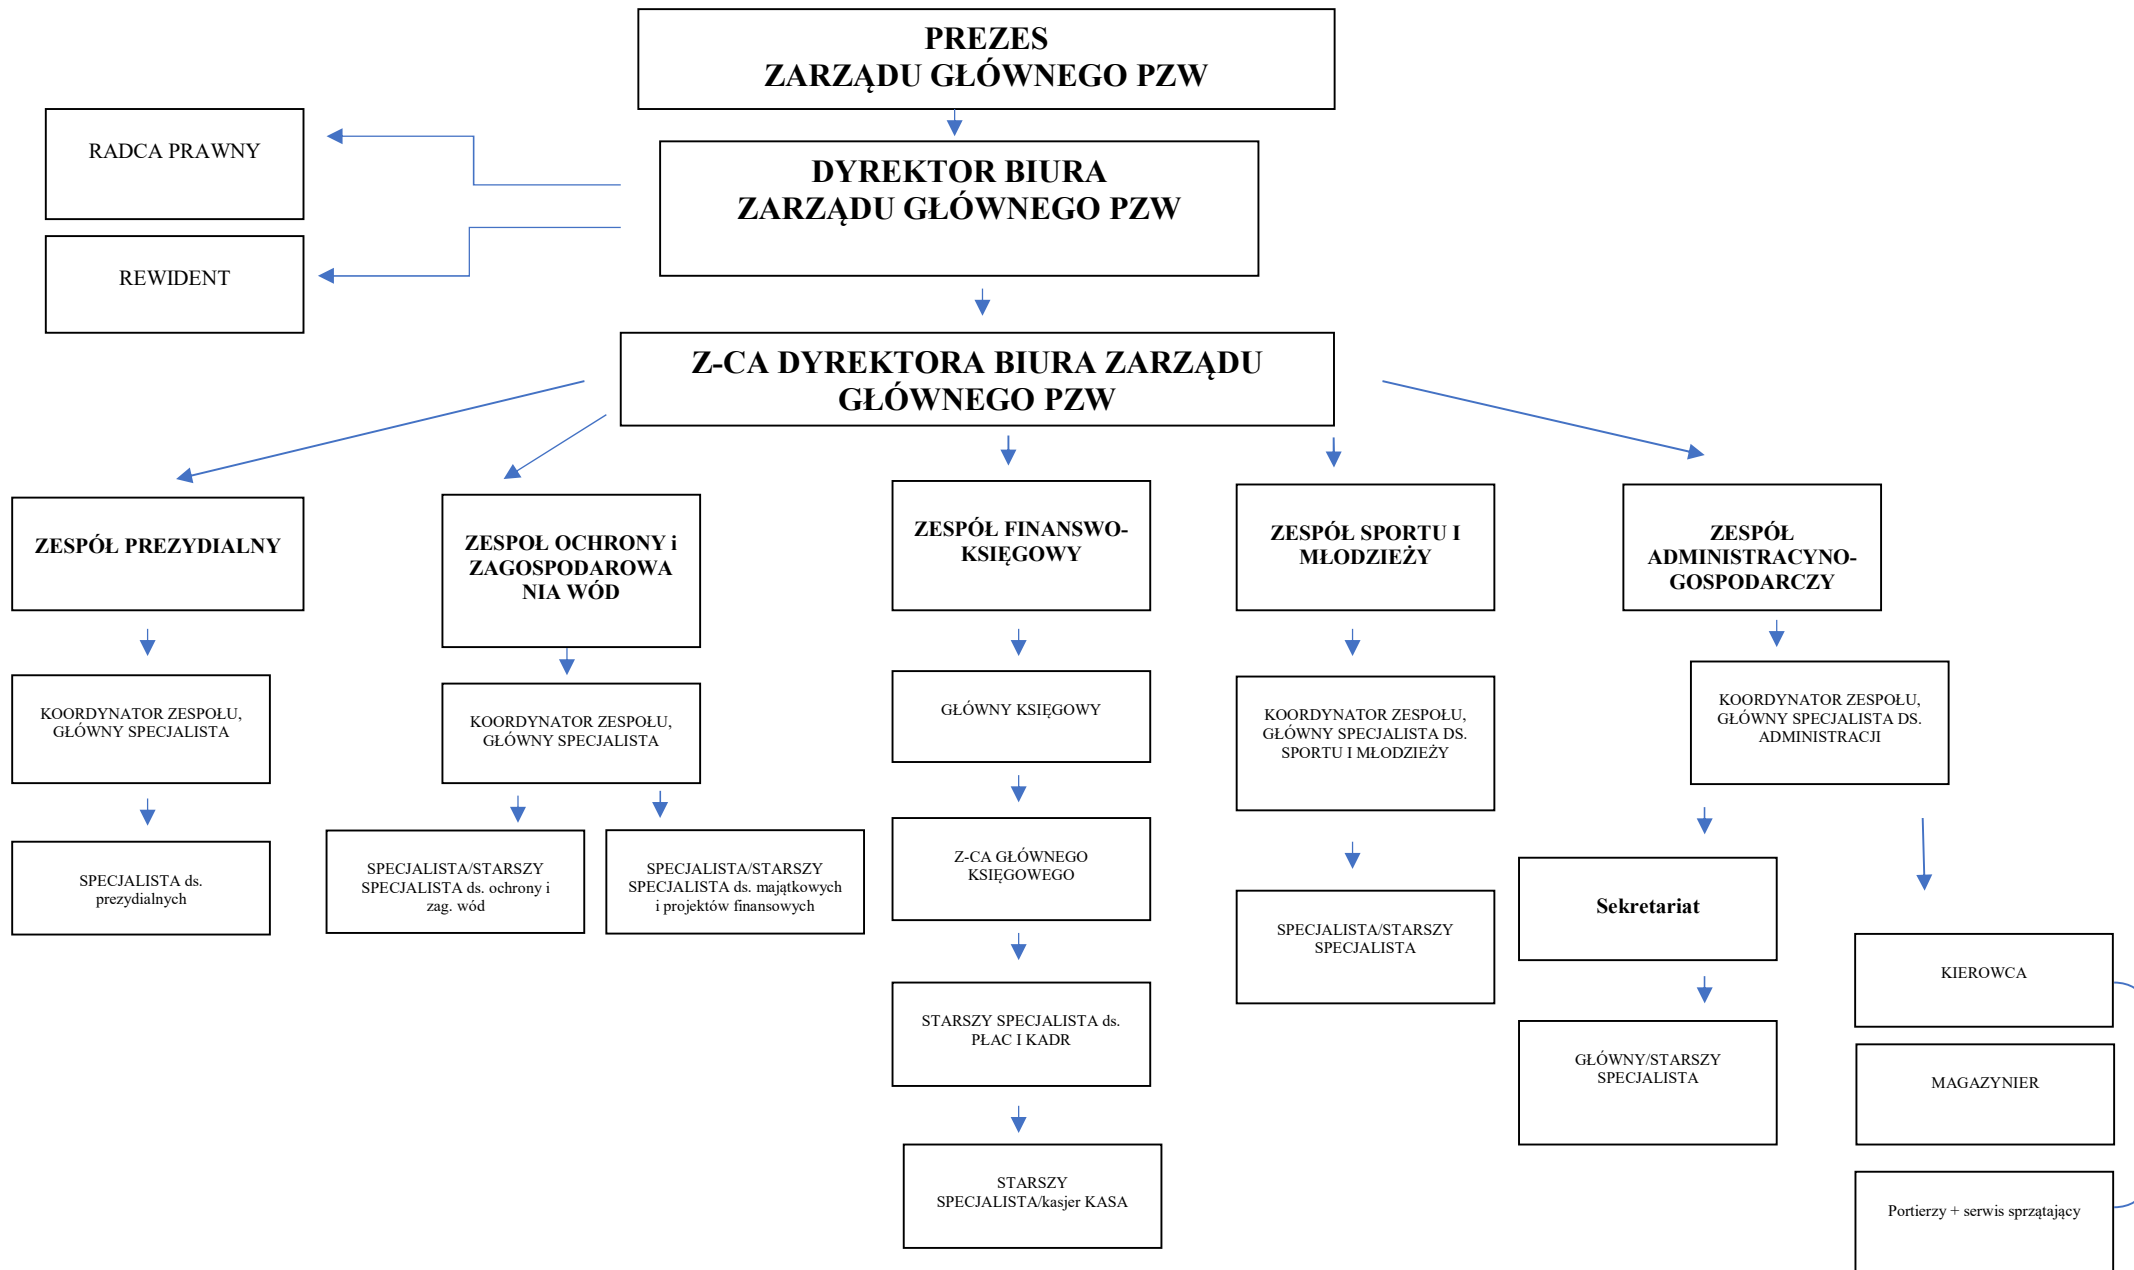 PREZES
ZARZĄDU GŁÓWNEGO PZW
RADCA PRAWNY
DYREKTOR BIURA
ZARZĄDU GŁÓWNEGO PZW
REWIDENT
Z-CA DYREKTORA BIURA ZARZĄDU
GŁÓWNEGO PZW
ZESPÓŁ PREZYDIALNY
ZESPOŁ OCHRONY i
ZAGOSPODAROWA
NIA WÓD
ZESPÓŁ FINANSWO-
KSIĘGOWY
ZESPÓŁ SPORTU I
MŁODZIEŻY
ZESPÓŁ
ADMINISTRACYNO-
GOSPODARCZY
KOORDYNATOR ZESPOŁU,
GŁÓWNY SPECJALISTA
KOORDYNATOR ZESPOŁU,
GŁÓWNY SPECJALISTA
GŁÓWNY KSIĘGOWY
KOORDYNATOR ZESPOŁU,
GŁÓWNY SPECJALISTA DS.
SPORTU I MŁODZIEŻY
KOORDYNATOR ZESPOŁU,
GŁÓWNY SPECJALISTA DS.
ADMINISTRACJI
SPECJALISTA ds.
prezydialnych
SPECJALISTA/STARSZY
SPECJALISTA ds. ochrony i
zag. wód
SPECJALISTA/STARSZY
SPECJALISTA ds. majątkowych
i projektów finansowych
Z-CA GŁÓWNEGO
KSIĘGOWEGO
SPECJALISTA/STARSZY
SPECJALISTA
Sekretariat
KIEROWCA
STARSZY SPECJALISTA ds.
PŁAC I KADR
GŁÓWNY/STARSZY
SPECJALISTA
MAGAZYNIER
STARSZY
SPECJALISTA/kasjer KASA
Portierzy + serwis sprzątający